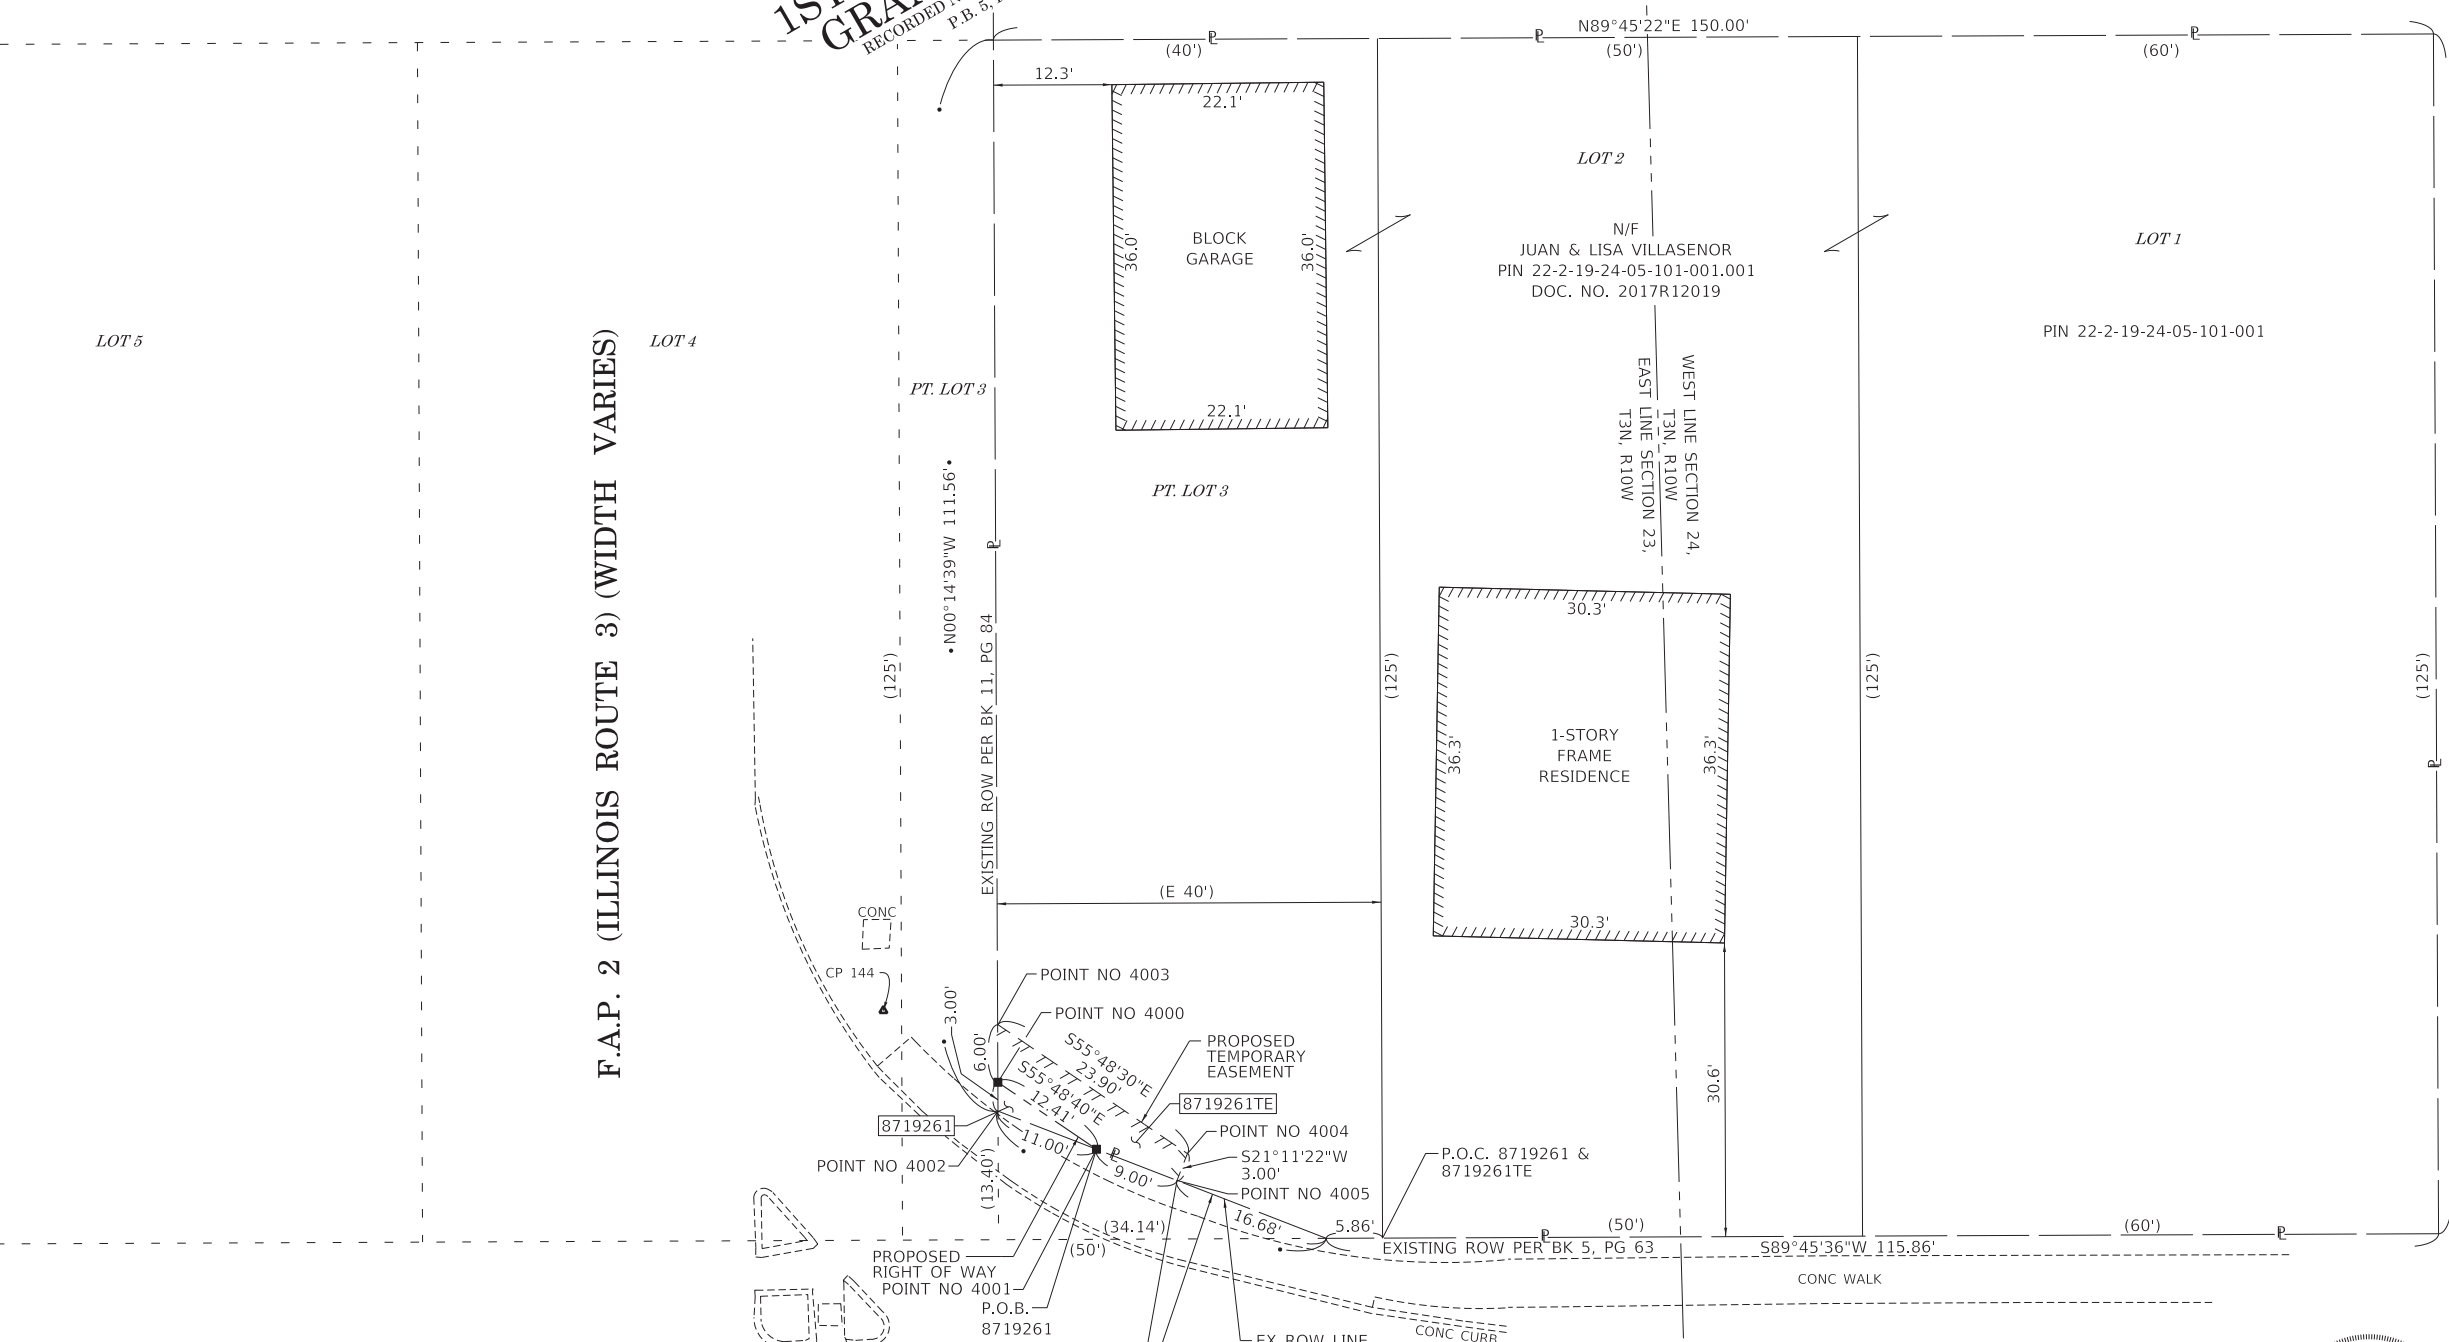 1ST
RECORDED
P.B. 5,
N89°45'22"E 150.00'
(40')
(50')
(60')
12.3'
22.1'
36.0'
36.0'
BLOCK
GARAGE
22.1'
LOT 2
N/F
JUAN & LISA VILLASENOR
PIN 22-2-19-24-05-101-001.001
DOC. NO. 2017R12019
LOT 1
PIN 22-2-19-24-05-101-001
LOT 5
LOT 4
PT. LOT 3
PT. LOT 3
F.A.P. 2 (ILLINOIS ROUTE 3) (WIDTH VARIES)
N00°14'39"W 111.56'
EXISTING ROW PER BK 11, PG 84
WEST LINE SECTION 24,
T3N, R10W
EAST LINE SECTION 23,
T3N, R10W
(125')
(125')
(125')
(125')
30.3'
36.3'
36.3'
1-STORY
FRAME
RESIDENCE
30.3'
30.6'
(E 40')
CONC
CP 144
POINT NO 4003
3.00'
POINT NO 4000
6.00'
S55°48'30"E
23.90'
S55°48'40"E
12.41'
PROPOSED
TEMPORARY
EASEMENT
8719261TE
8719261
11.00'
POINT NO 4004
POINT NO 4002
S21°11'22"W
3.00'
P.O.C. 8719261 &
8719261TE
9.00'
POINT NO 4005
(13.40')
(34.14')
16.68'
5.86'
(50')
(60')
(50')
EXISTING ROW PER BK 5, PG 63
S89°45'36"W 115.86'
PROPOSED
RIGHT OF WAY
POINT NO 4001
P.O.B.
8719261
CONC WALK
EX ROW LINE
CONC CURB